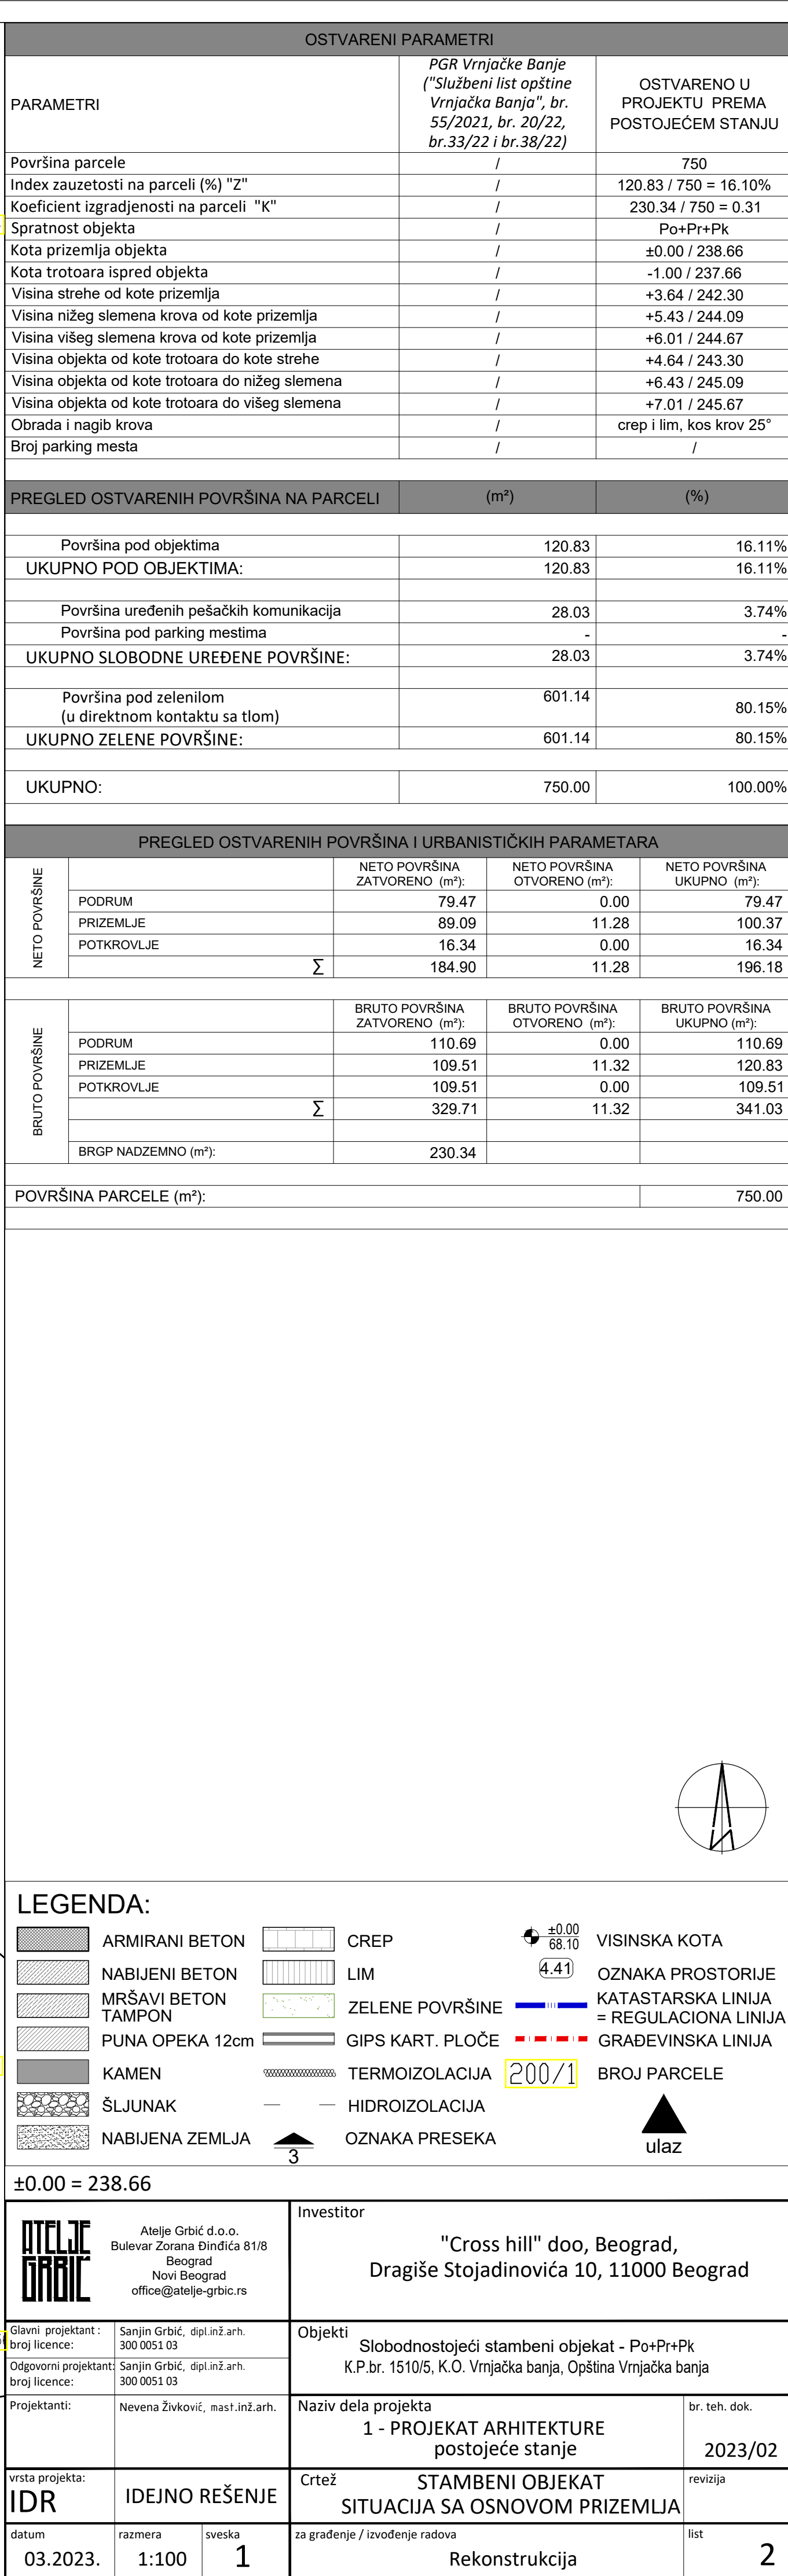 OSTVARENI PARAMETRI
PARAMETRI
PGR Vrnjačke Banje
("Službeni list opštine
Vrnjačka Banja", br.
55/2021, br. 20/22,
br.33/22 i br.38/22)
OSTVARENO U
PROJEKTU PREMA
POSTOJEĆEM STANJU
Površina parcele / 750
Index zauzetosti na parceli (%) "Z" / 120.83 / 750 = 16.10%
Koeficient izgradjenosti na parceli "K" / 230.34 / 750 = 0.31
Spratnost objekta / Po+Pr+Pk
Kota prizemlja objekta / ±0.00 / 238.66
Kota trotoara ispred objekta / -1.00 / 237.66
Visina strehe od kote prizemlja / +3.64 / 242.30
Visina nižeg slemena krova od kote prizemlja / +5.43 / 244.09
Visina višeg slemena krova od kote prizemlja / +6.01 / 244.67
Visina objekta od kote trotoara do kote strehe / +4.64 / 243.30
Visina objekta od kote trotoara do nižeg slemena / +6.43 / 245.09
Visina objekta od kote trotoara do višeg slemena / +7.01 / 245.67
Obrada i nagib krova / crep i lim, kos krov 25°
Broj parking mesta / /
PREGLED OSTVARENIH POVRŠINA NA PARCELI (m²) (%)
Površina pod objektima 120.83 16.11%
UKUPNO POD OBJEKTIMA: 120.83 16.11%
Površina uređenih pešačkih komunikacija 28.03 3.74%
Površina pod parking mestima - -
UKUPNO SLOBODNE UREĐENE POVRŠINE: 28.03 3.74%
Površina pod zelenilom
(u direktnom kontaktu sa tlom) 601.14 80.15%
UKUPNO ZELENE POVRŠINE: 601.14 80.15%
UKUPNO: 750.00 100.00%
PREGLED OSTVARENIH POVRŠINA I URBANISTIČKIH PARAMETARA
NETO POVRŠINE
NETO POVRŠINA
ZATVORENO (m²):
NETO POVRŠINA
OTVORENO (m²):
NETO POVRŠINA
UKUPNO (m²):
PODRUM 79.47 0.00 79.47
PRIZEMLJE 89.09 11.28 100.37
POTKROVLJE 16.34 0.00 16.34
Σ 184.90 11.28 196.18
BRUTO POVRŠINE
BRUTO POVRŠINA
ZATVORENO (m²):
BRUTO POVRŠINA
OTVORENO (m²):
BRUTO POVRŠINA
UKUPNO (m²):
PODRUM 110.69 0.00 110.69
PRIZEMLJE 109.51 11.32 120.83
POTKROVLJE 109.51 0.00 109.51
Σ 329.71 11.32 341.03
BRGP NADZEMNO (m²): 230.34
POVRŠINA PARCELE (m²): 750.00
LEGENDA:
ARMIRANI BETON
NABIJENI BETON
MRŠAVI BETON
TAMPON
PUNA OPEKA 12cm
KAMEN
ŠLJUNAK
NABIJENA ZEMLJA
CREP
LIM
ZELENE POVRŠINE
GIPS KART. PLOČE
TERMOIZOLACIJA
HIDROIZOLACIJA
3 OZNAKA PRESEKA
±0.00
68.10
VISINSKA KOTA
4.41 OZNAKA PROSTORIJE
KATASTARSKA LINIJA
= REGULACIONA LINIJA
GRAĐEVINSKA LINIJA
200/1 BROJ PARCELE
ulaz
±0.00 = 238.66
ATELJE
GRBIĆ
Atelje Grbić d.o.o.
Bulevar Zorana Đinđića 81/8
Beograd
Novi Beograd
office@atelje-grbic.rs
Investitor
"Cross hill" doo, Beograd,
Dragiše Stojadinovića 10, 11000 Beograd
Glavni projektant :
broj licence:
Sanjin Grbić, dipl.inž.arh.
300 0051 03
Odgovorni projektant:
broj licence:
Sanjin Grbić, dipl.inž.arh.
300 0051 03
Objekti
Slobodnostojeći stambeni objekat - Po+Pr+Pk
K.P.br. 1510/5, K.O. Vrnjačka banja, Opština Vrnjačka banja
Projektanti: Nevena Živković, mast.inž.arh.
Naziv dela projekta
1 - PROJEKAT ARHITEKTURE
postojeće stanje
br. teh. dok.
2023/02
vrsta projekta:
IDR IDEJNO REŠENJE
Crtež
STAMBENI OBJEKAT
SITUACIJA SA OSNOVOM PRIZEMLJA
revizija
datum
03.2023.
razmera
1:100
sveska
1
za građenje / izvođenje radova
Rekonstrukcija
list
2